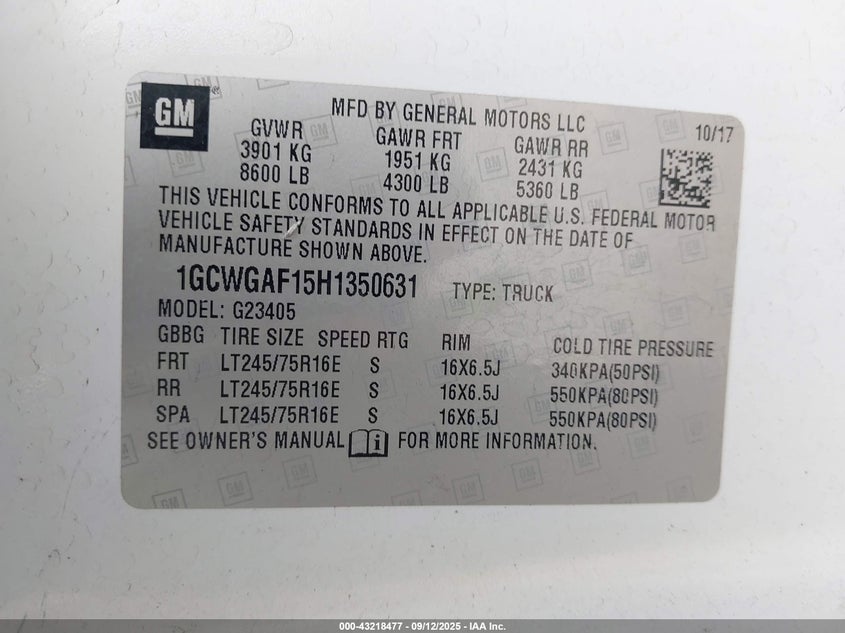 GM®
MFD BY GENERAL MOTORS LLC
10/17
GVWR GAWR FRT GAWR RR
3901 KG 1951 KG 2431 KG
8600 LB 4300 LB 5360 LB
THIS VEHICLE CONFORMS TO ALL APPLICABLE U.S. FEDERAL MOTOR
VEHICLE SAFETY STANDARDS IN EFFECT ON THE DATE OF
MANUFACTURE SHOWN ABOVE.
1GCWGAF15H1350631 TYPE: TRUCK
MODEL: G23405
GBBG TIRE SIZE SPEED RTG RIM COLD TIRE PRESSURE
FRT LT245/75R16E S 16X6.5J 340KPA(50PSI)
RR LT245/75R16E S 16X6.5J 550KPA(80PSI)
SPA LT245/75R16E S 16X6.5J 550KPA(80PSI)
SEE OWNER'S MANUAL i FOR MORE INFORMATION.
000-43218477 - 09/12/2025 - IAA Inc.